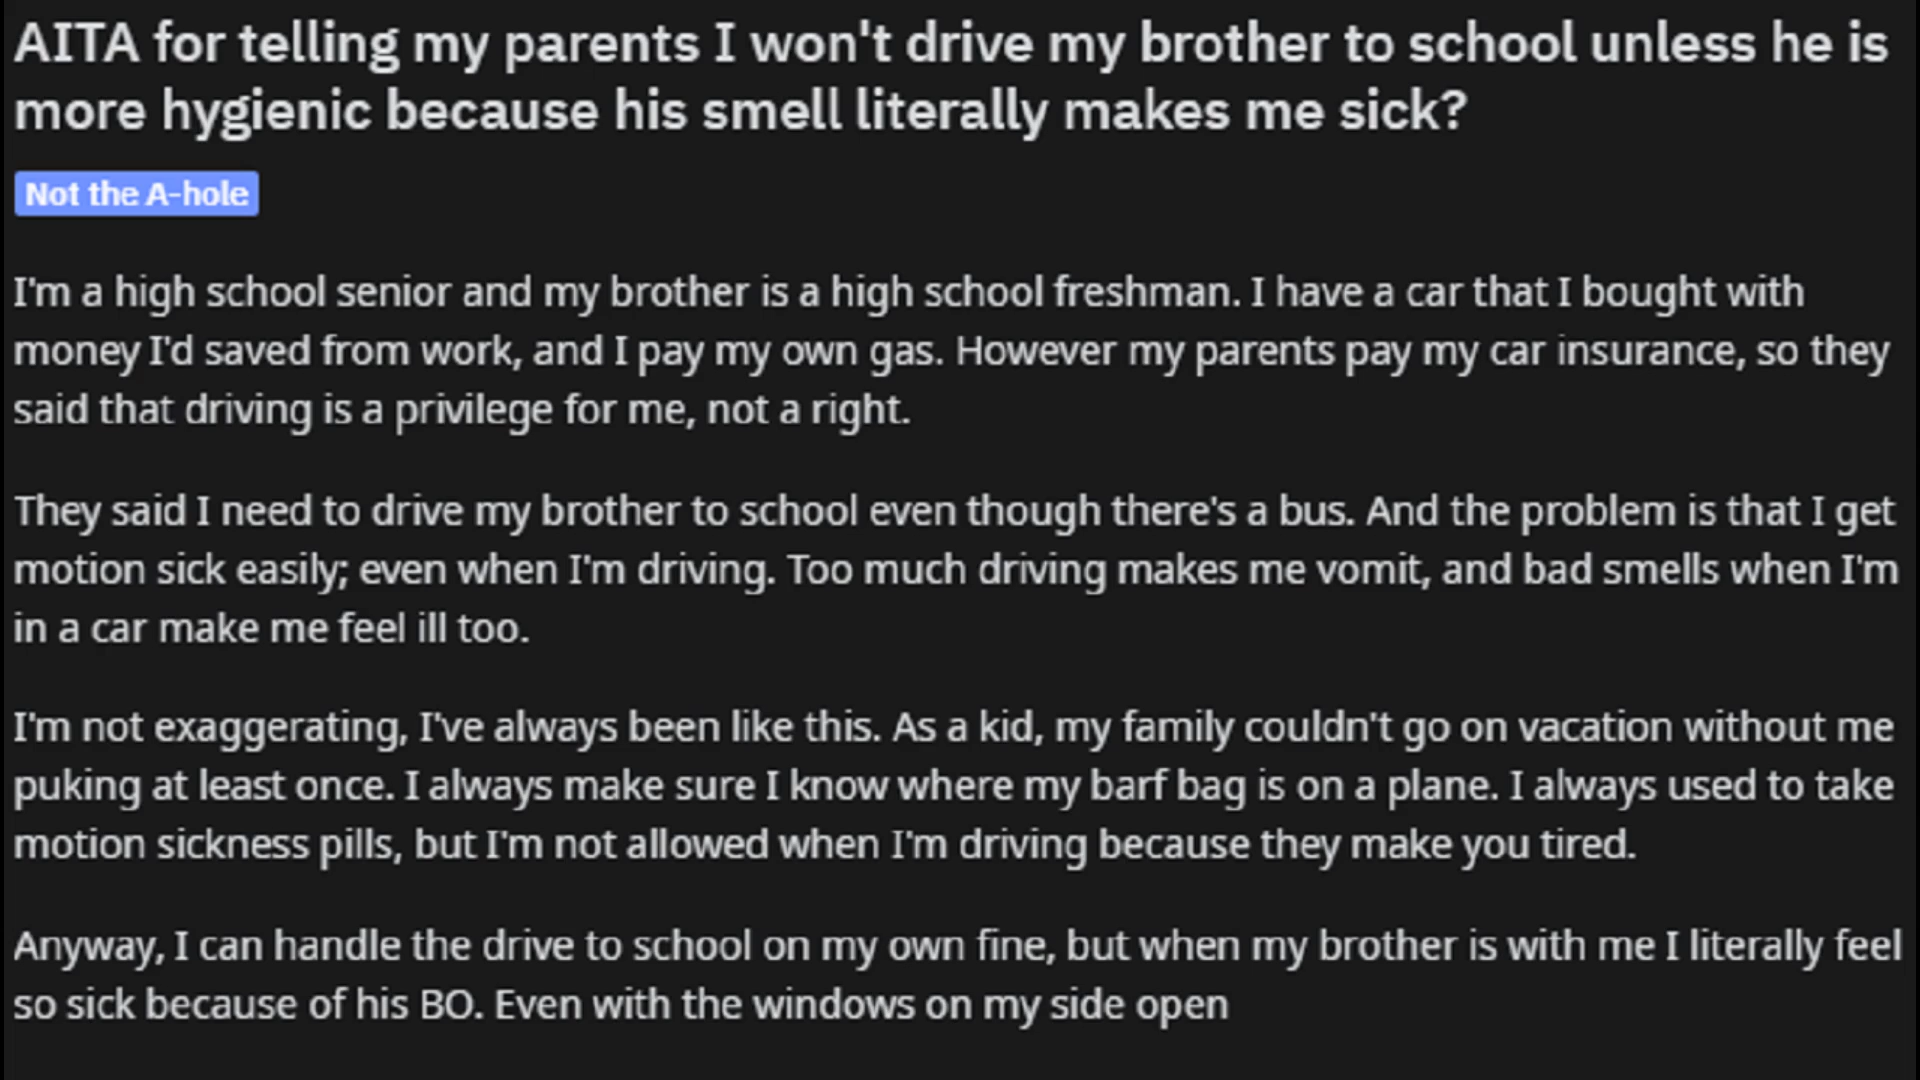 AITA for telling my parents I won't drive my brother to school unless he is
more hygienic because his smell literally makes me sick?
Not the A-hole
I'm a high school senior and my brother is a high school freshman. I have a car that I bought with
money I'd saved from work, and I pay my own gas. However my parents pay my car insurance, so they
said that driving is a privilege for me, not a right.
They said I need to drive my brother to school even though there's a bus. And the problem is that I get
motion sick easily; even when I'm driving. Too much driving makes me vomit, and bad smells when I'm
in a car make me feel ill too.
I'm not exaggerating, I've always been like this. As a kid, my family couldn't go on vacation without me
puking at least once. I always make sure I know where my barf bag is on a plane. I always used to take
motion sickness pills, but I'm not allowed when I'm driving because they make you tired.
Anyway, I can handle the drive to school on my own fine, but when my brother is with me I literally feel
so sick because of his BO. Even with the windows on my side open